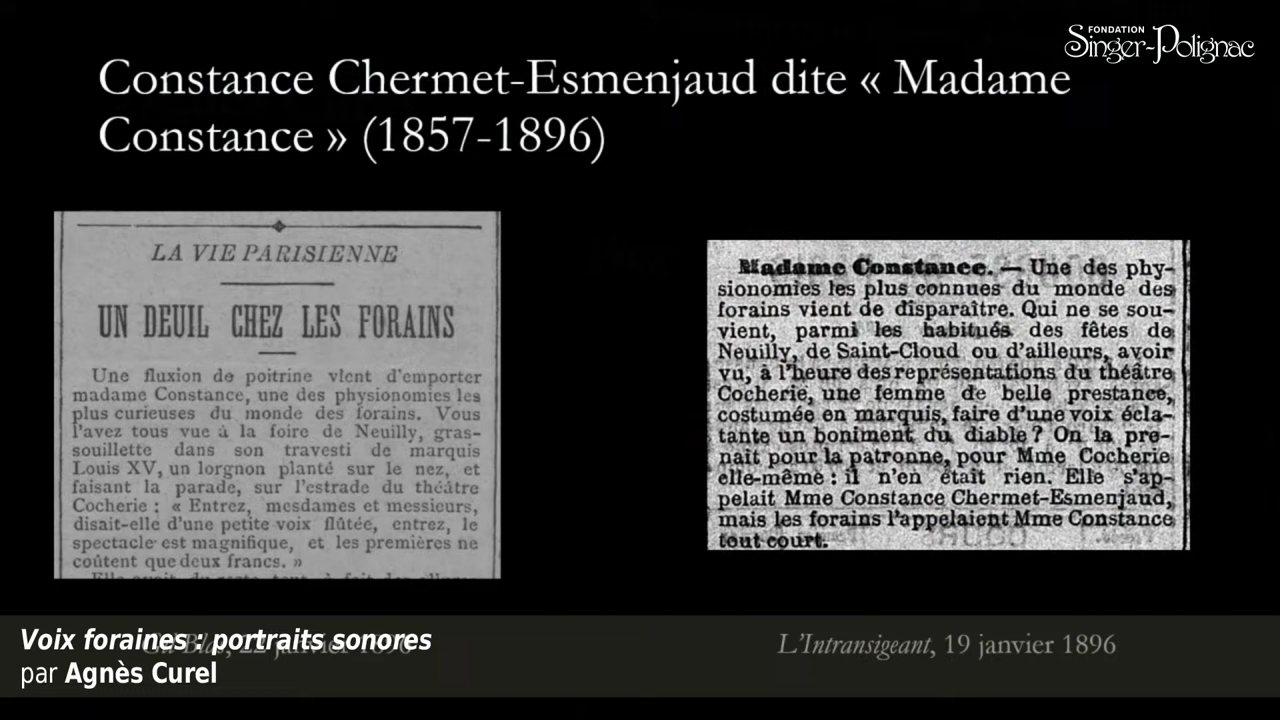 FONDATION
Singer-Polignac
Constance Chermet-Esmenjaud dite « Madame
Constance » (1857-1896)
LA VIE PARISIENNE
UN DEUIL CHEZ LES FORAINS
Une fluxion de poitrine vient d'emporter
madame Constance, une des physionomies les
plus curieuses du monde des forains. Vous
l'avez tous vue à la foire de Neuilly, gras-
souillette dans son travesti de marquis
Louis XV, un lorgnon planté sur le nez, et
faisant la parade, sur l'estrade du théâtre
Cocherie : « Entrez, mesdames et messieurs,
disait-elle d'une petite voix flûtée, entrez, le
spectacle est magnifique, et les premières ne
coûtent que deux francs. »
Madame Constance. — Une des phy-
sionomies les plus connues du monde des
forains vient de disparaître. Qui ne se sou-
vient, parmi les habitués des fêtes de
Neuilly, de Saint-Cloud ou d'ailleurs, avoir
vu, à l'heure des représentations du théâtre
Cocherie, une femme de belle prestance,
costumée en marquis, faire d'une voix écla-
tante un boniment du diable ? On la pre-
nait pour la patronne, pour Mme Cocherie
elle-même : il n'en était rien. Elle s'ap-
pelait Mme Constance Chermet-Esmenjaud,
mais les forains l'appelaient Mme Constance
tout court.
Gil Blas, 22 janvier 1896
L'Intransigeant, 19 janvier 1896
Voix foraines : portraits sonores
par Agnès Curel